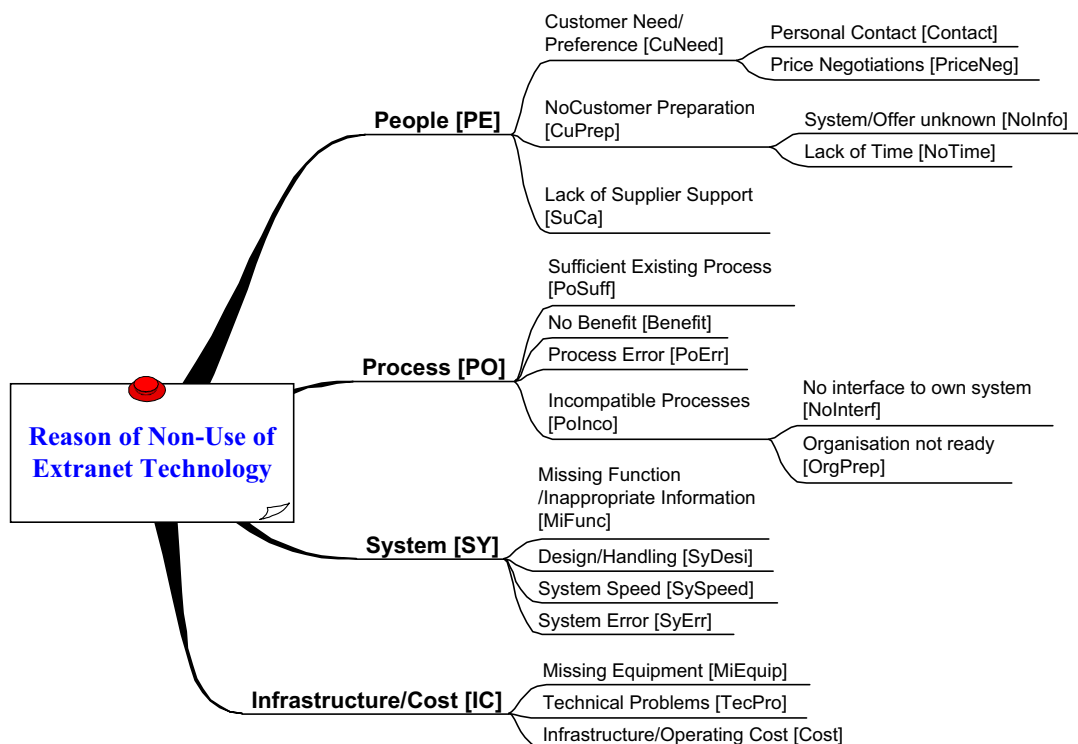 Customer Need/
Preference [CuNeed]
Personal Contact [Contact]
Price Negotiations [PriceNeg]
People [PE]
NoCustomer Preparation
[CuPrep]
System/Offer unknown [NoInfo]
Lack of Time [NoTime]
Lack of Supplier Support
[SuCa]
Sufficient Existing Process
[PoSuff]
No Benefit [Benefit]
Process Error [PoErr]
Process [PO]
Incompatible Processes
[PoInco]
No interface to own system
[NoInterf]
Organisation not ready
[OrgPrep]
Reason of Non-Use of
Extranet Technology
Missing Function
/Inappropriate Information
[MiFunc]
System [SY]
Design/Handling [SyDesi]
System Speed [SySpeed]
System Error [SyErr]
Infrastructure/Cost [IC]
Missing Equipment [MiEquip]
Technical Problems [TecPro]
Infrastructure/Operating Cost [Cost]